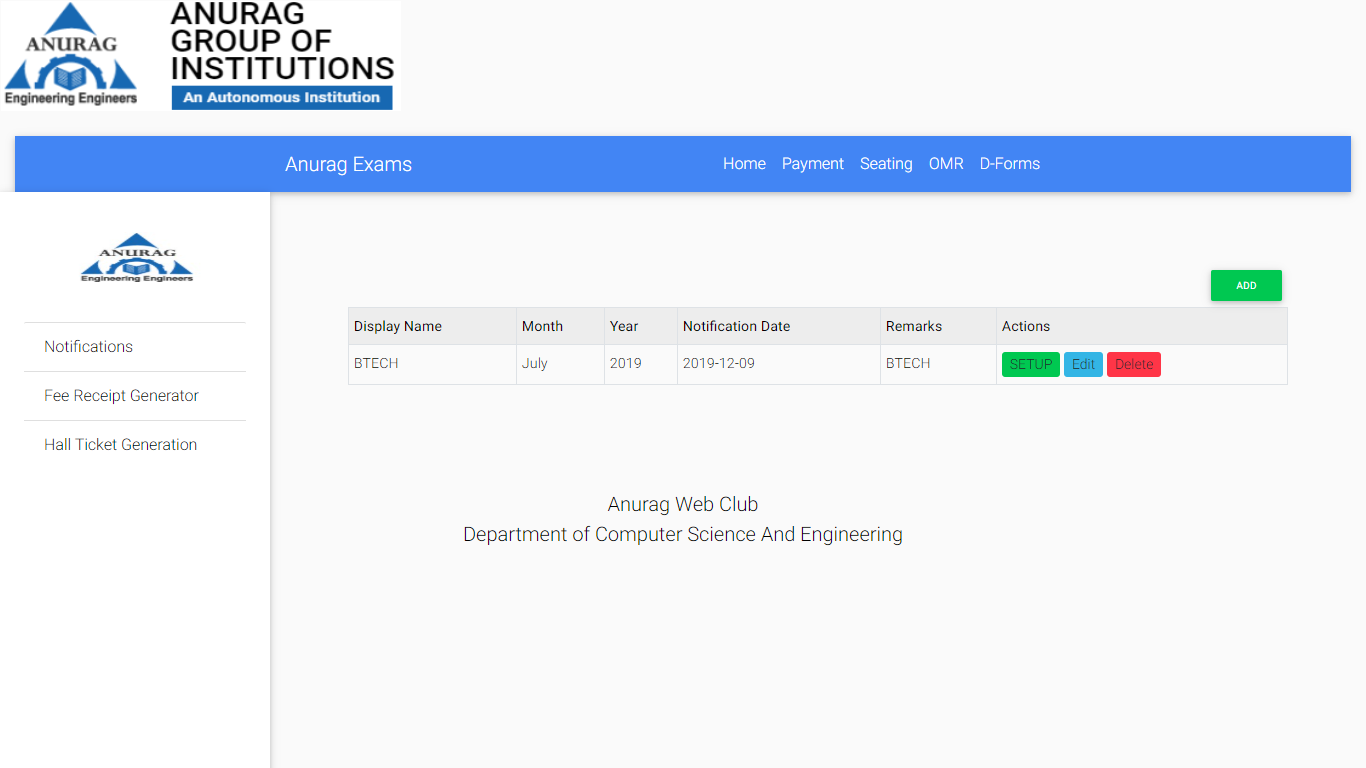 ANURAG
Engineering Engineers
ANURAG
GROUP OF
INSTITUTIONS
An Autonomous Institution
Anurag Exams Home Payment Seating OMR D-Forms
ANURAG
Engineering Engineers
Notifications
Fee Receipt Generator
Hall Ticket Generation
ADD
Display Name Month Year Notification Date Remarks Actions
BTECH July 2019 2019-12-09 BTECH SETUP Edit Delete
Anurag Web Club
Department of Computer Science And Engineering